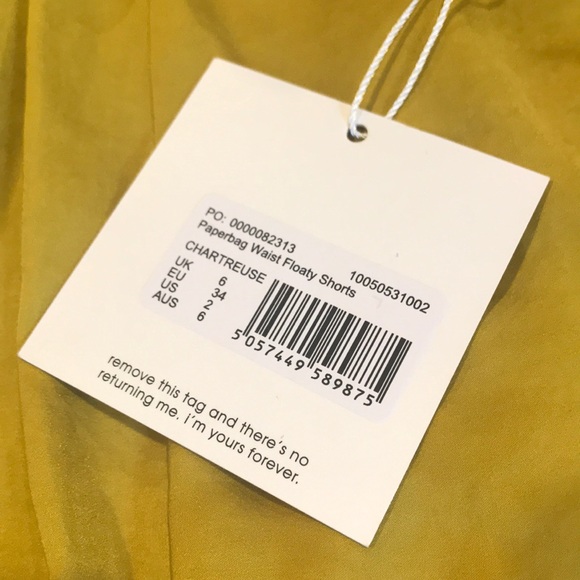 PO: 0000082313
Paperbag Waist Floaty Shorts
CHARTREUSE 10050531002
UK 6
EU 34
US 2
AUS 6
5 057449 589875
remove this tag and there's no
returning me. i'm yours forever.